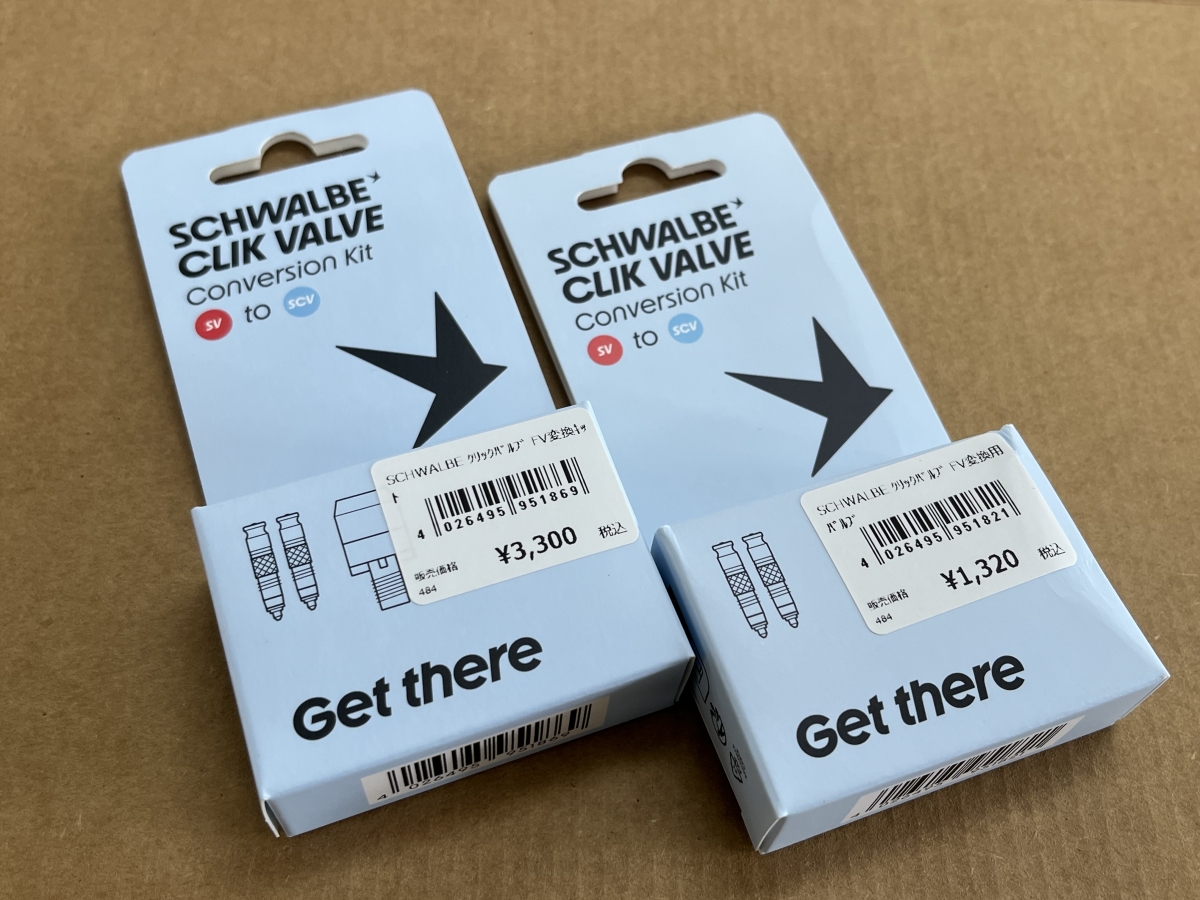 SCHWALBE
CLIK VALVE
Conversion Kit
SV to SCV
SCHWALBE クリックバルブ FV変換ｷｯ
ト
4 026495 951869
¥3,300 税込
販売価格
484
Get there
SCHWALBE
CLIK VALVE
Conversion Kit
SV to SCV
SCHWALBE クリックバルブ FV変換用
バルブ
4 026495 951821
¥1,320 税込
販売価格
484
Get there